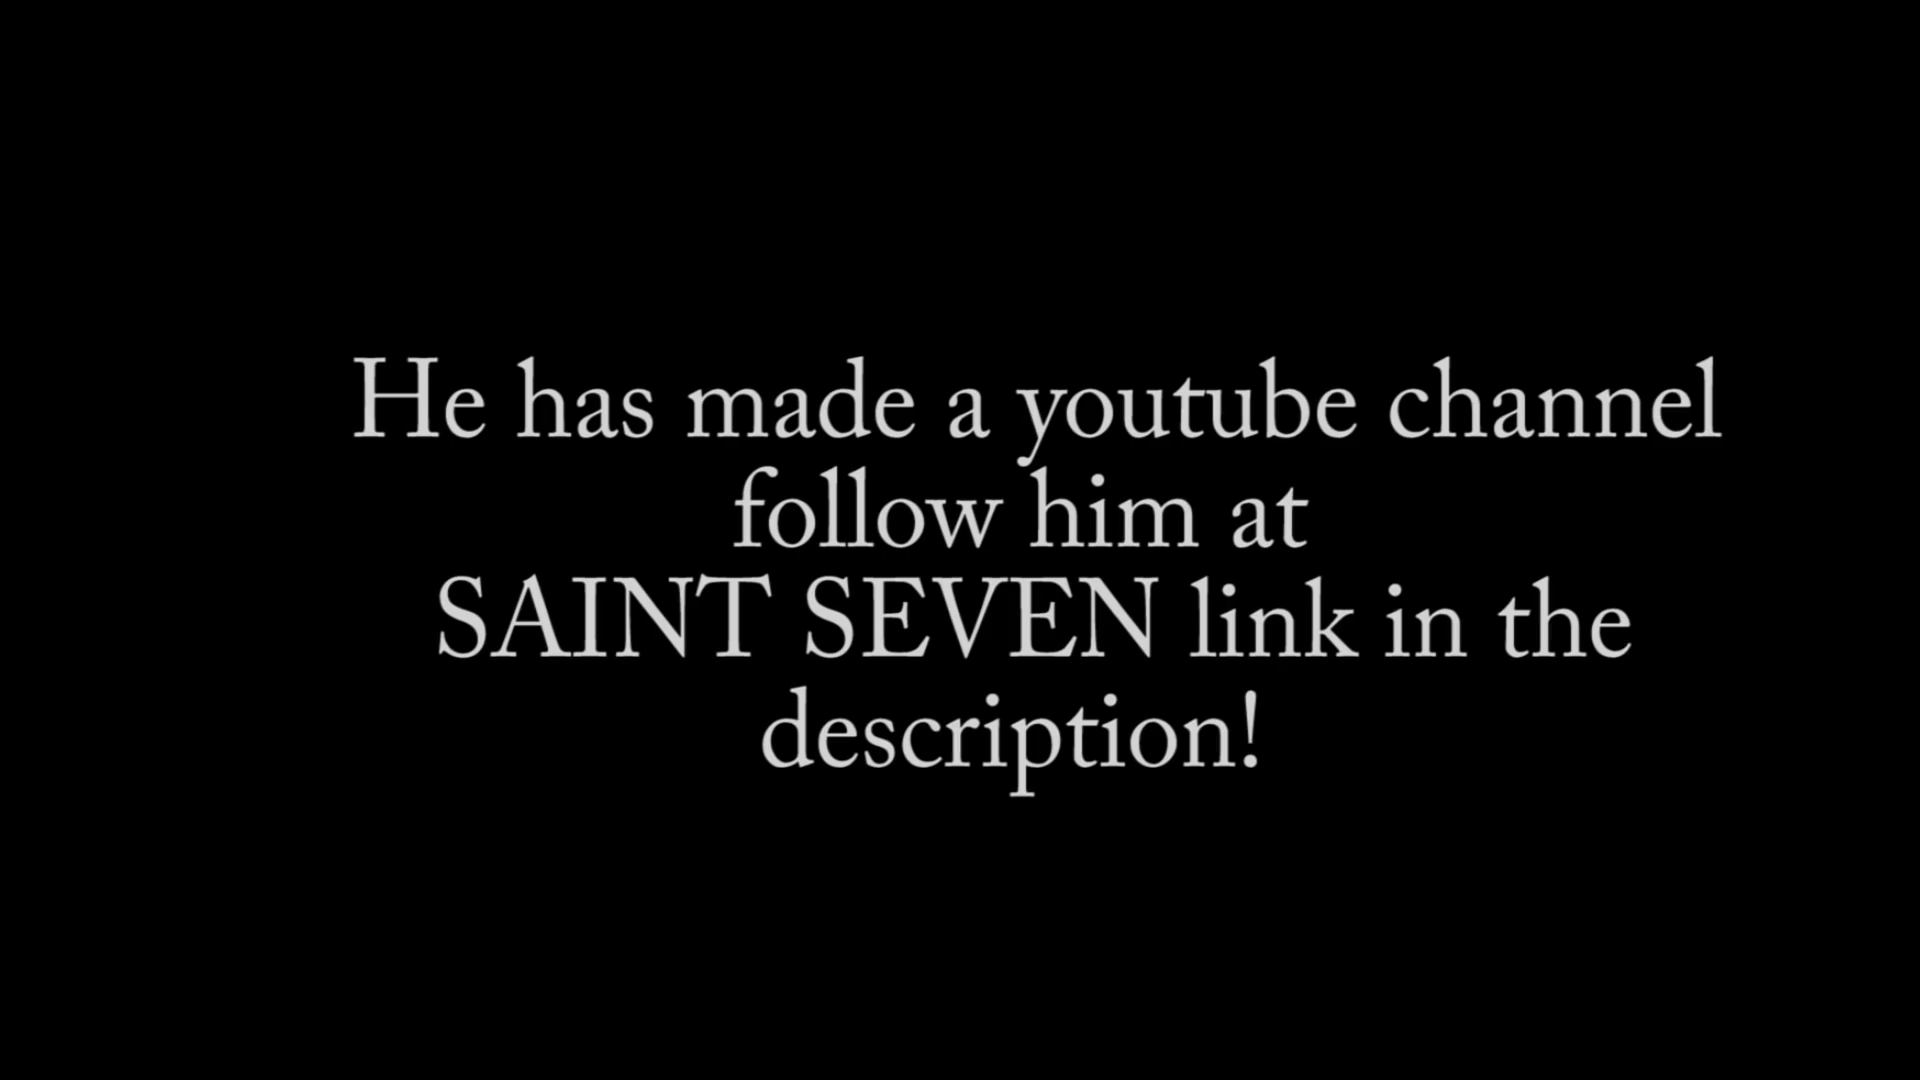 He has made a youtube channel
follow him at
SAINT SEVEN link in the
description!